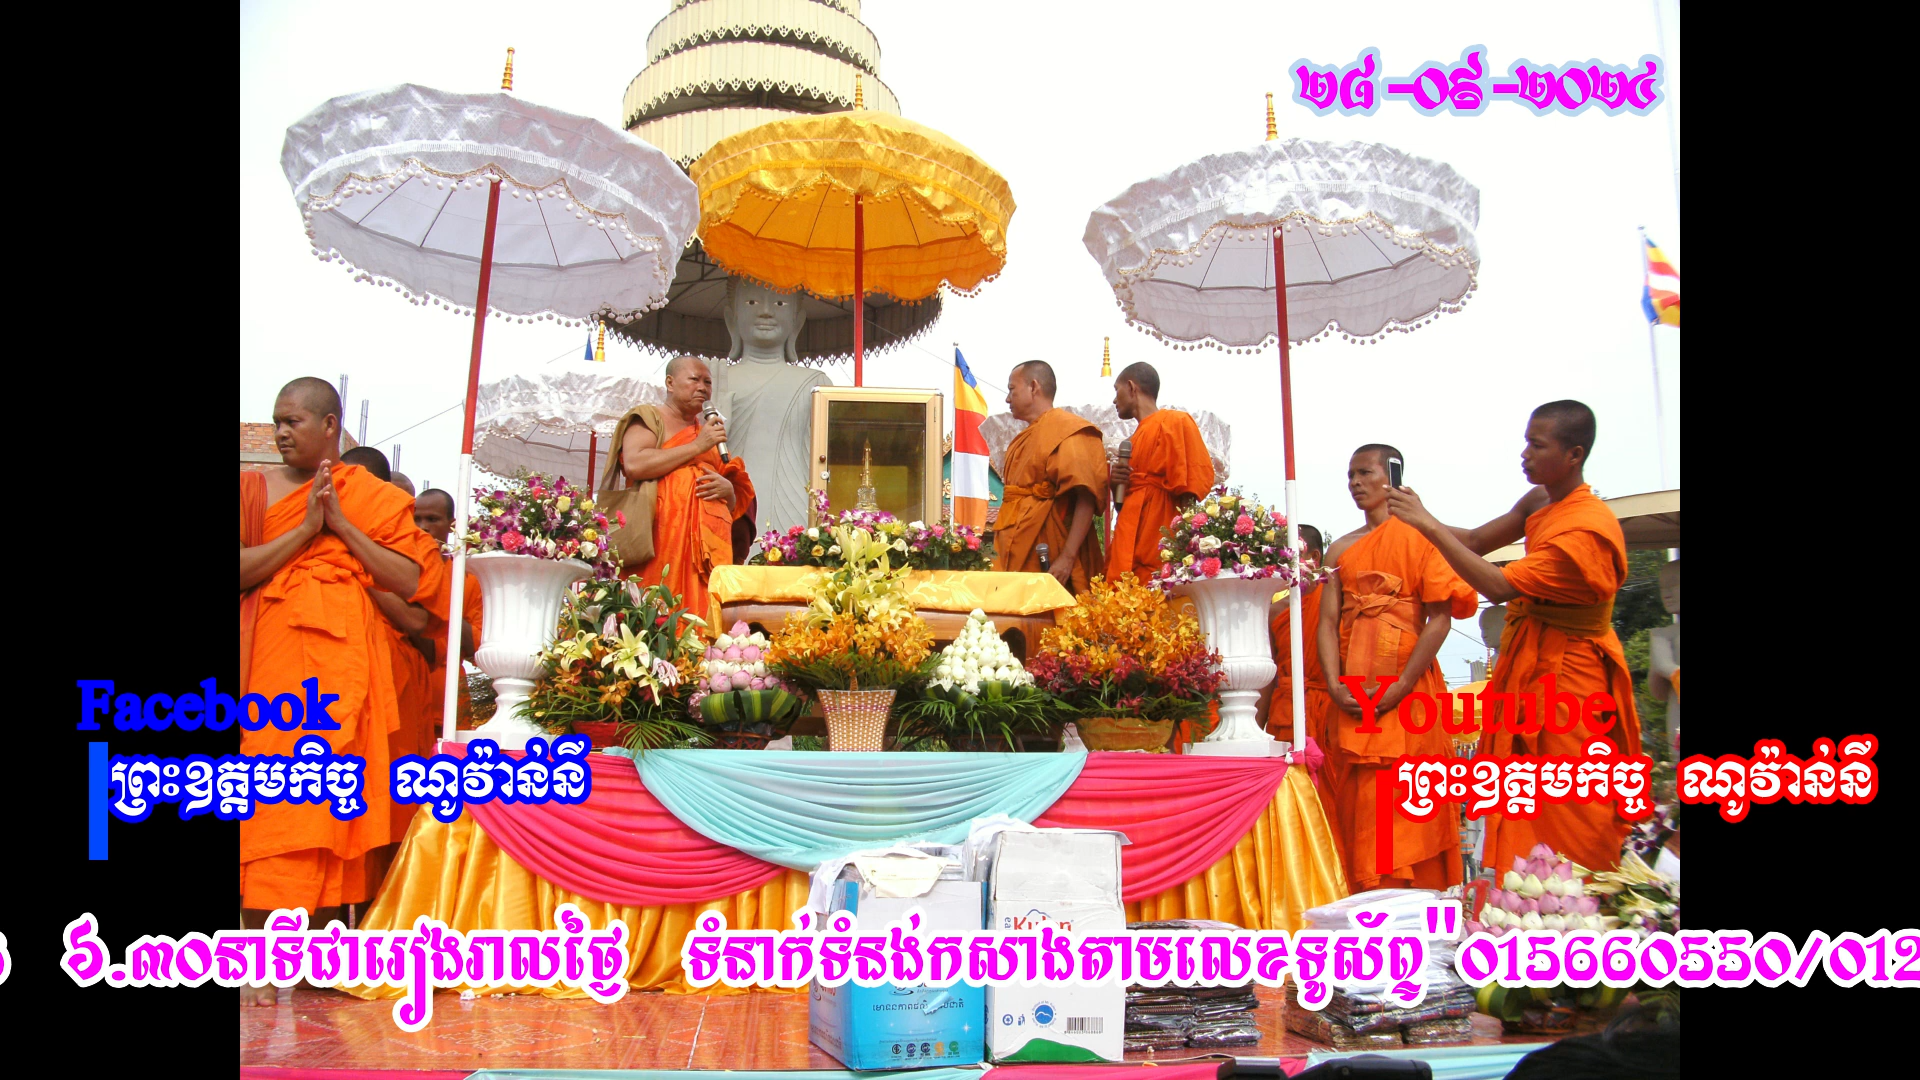 ២៨-០៩-២០២៤
Facebook
Youtube
ព្រះឧត្តមកិច្ច ណូវ៉ាន់នី
ព្រះឧត្តមកិច្ច ណូវ៉ាន់នី
៦.៣០នាទីជារៀងរាលថ្ងៃ ទំនាក់ទំនង់កសាងតាមលេខទូស័ព្ទ"015660550/012